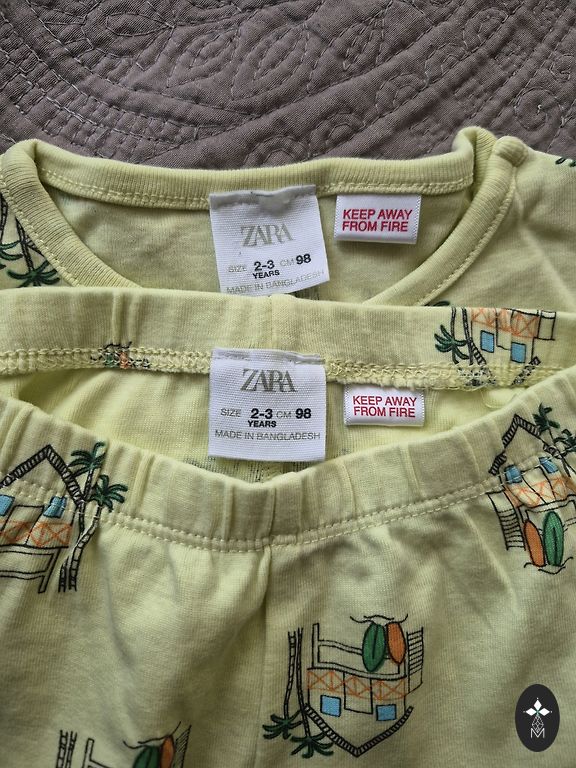 ZARA
SIZE 2-3 CM 98
YEARS
MADE IN BANGLADESH
KEEP AWAY
FROM FIRE
ZARA
SIZE 2-3 CM 98
YEARS
MADE IN BANGLADESH
KEEP AWAY
FROM FIRE
M